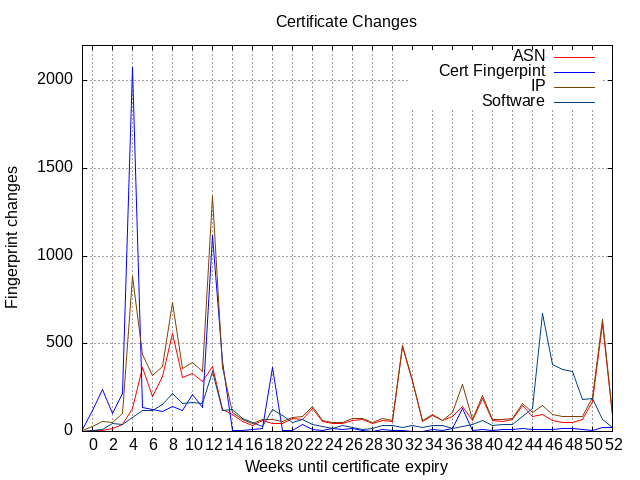 Certificate Changes
ASN
Cert Fingerpint
IP
Software
2000
1500
1000
500
0
Fingerprint changes
0 2 4 6 8 10 12 14 16 18 20 22 24 26 28 30 32 34 36 38 40 42 44 46 48 50 52
Weeks until certificate expiry